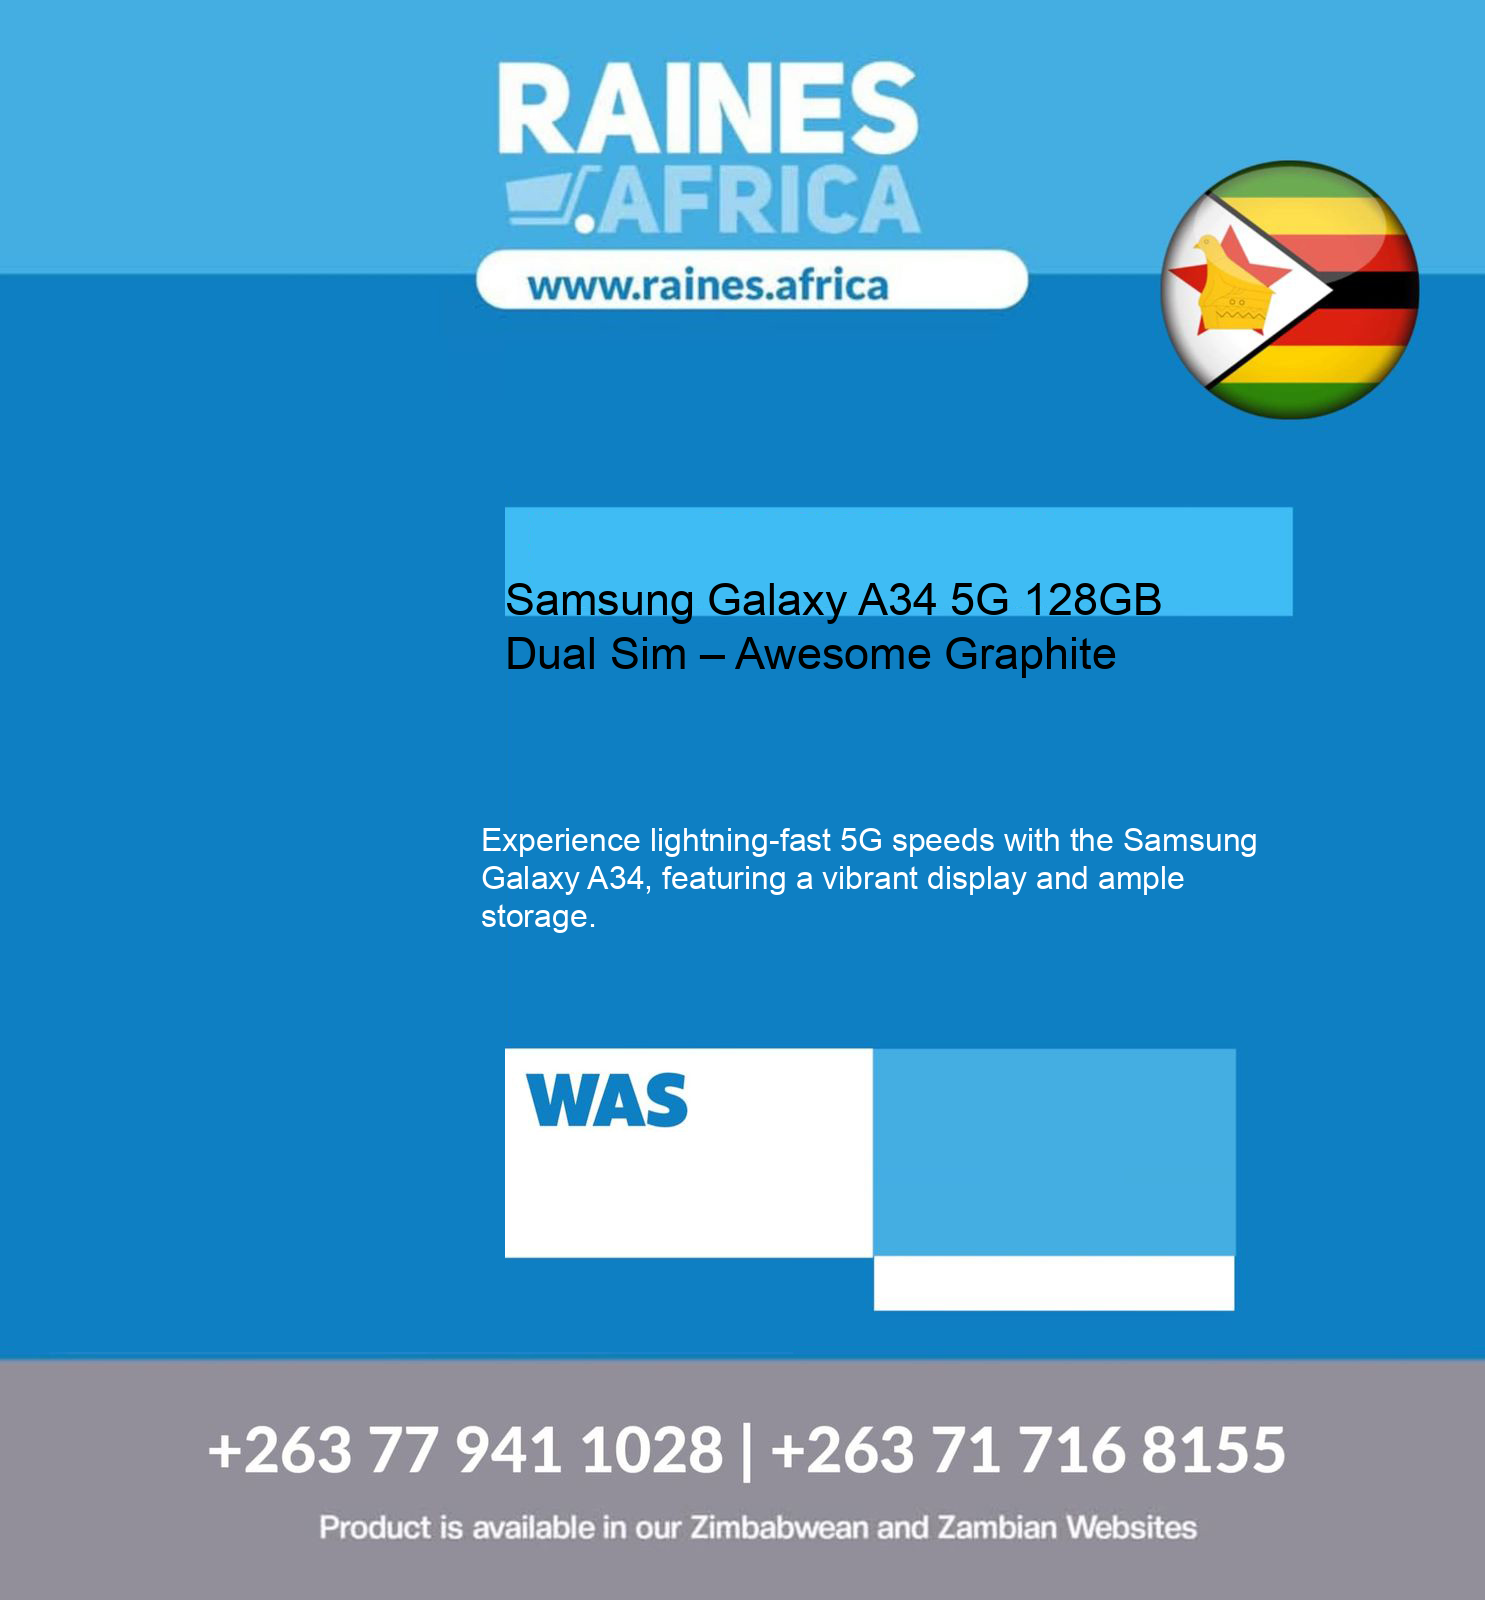 RAINES
.AFRICA
www.raines.africa
Samsung Galaxy A34 5G 128GB
Dual Sim – Awesome Graphite
Experience lightning-fast 5G speeds with the Samsung
Galaxy A34, featuring a vibrant display and ample
storage.
WAS
+263 77 941 1028 | +263 71 716 8155
Product is available in our Zimbabwean and Zambian Websites